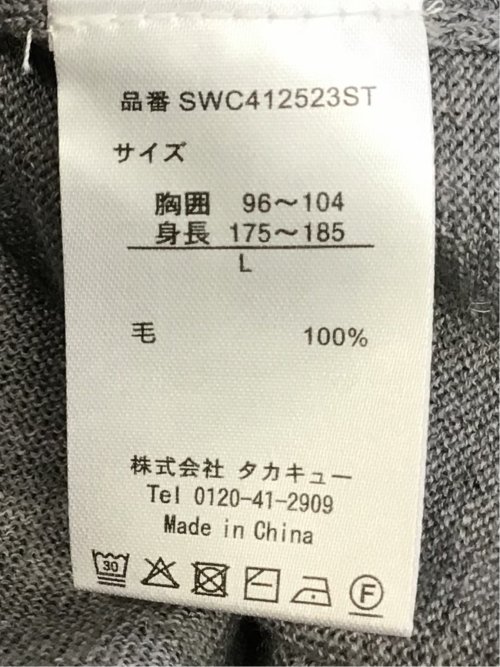 品番 SWC412523ST
サイズ
胸囲 96～104
身長 175～185
L
毛 100%
株式会社 タカキュー
Tel 0120-41-2909
Made in China
30 F